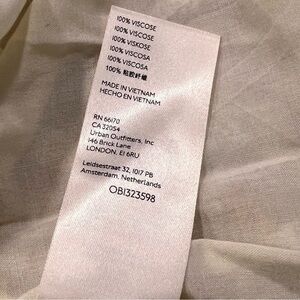 100% VISCOSE
100% VISCOSE
100% VISKOSE
100% VISCOSA
100% VISCOSA
100% 粘胶纤维
MADE IN VIETNAM
HECHO EN VIETNAM
RN 66170
CA 32054
Urban Outfitters, Inc
146 Brick Lane
LONDON, E1 6RU
Leidsestraat 32, 1017 PB
Amsterdam, Netherlands
OB1323598